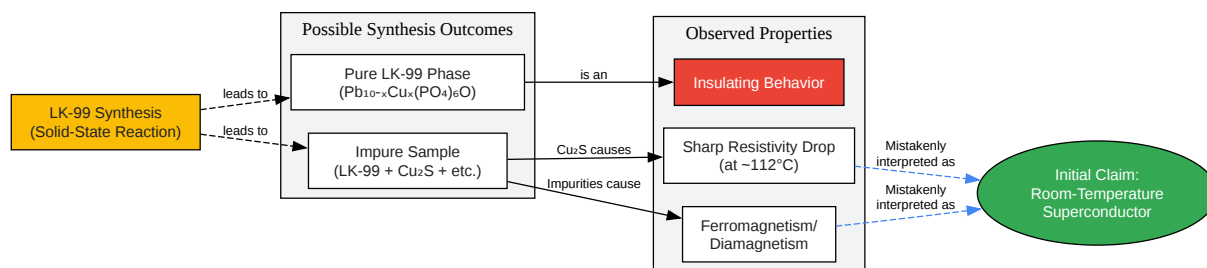 Possible Synthesis Outcomes
Observed Properties
LK-99 Synthesis
(Solid-State Reaction)
leads to
leads to
Pure LK-99 Phase
(Pb₁₀-ₓCuₓ(PO₄)₆O)
is an
Insulating Behavior
Impure Sample
(LK-99 + Cu₂S + etc.)
Cu₂S causes
Impurities cause
Sharp Resistivity Drop
(at ~112°C)
Ferromagnetism/
Diamagnetism
Mistakenly
interpreted as
Mistakenly
interpreted as
Initial Claim:
Room-Temperature
Superconductor